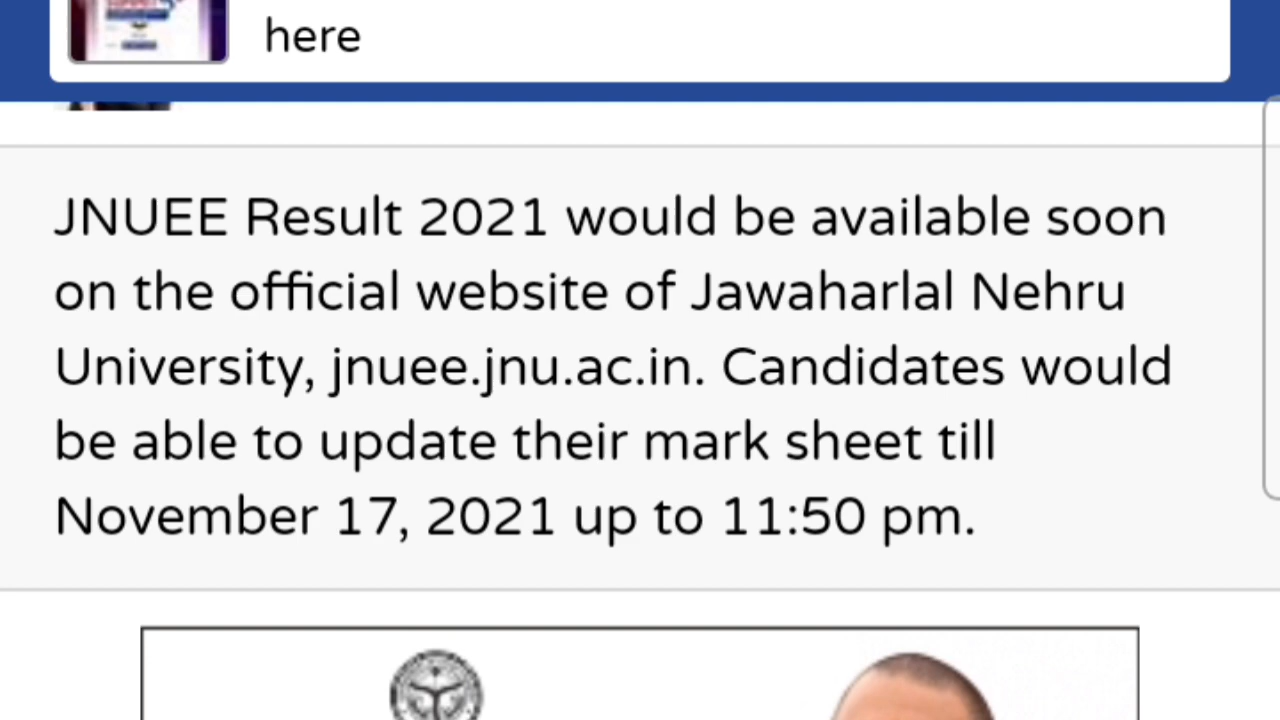 here
JNUEE Result 2021 would be available soon
on the official website of Jawaharlal Nehru
University, jnuee.jnu.ac.in. Candidates would
be able to update their mark sheet till
November 17, 2021 up to 11:50 pm.